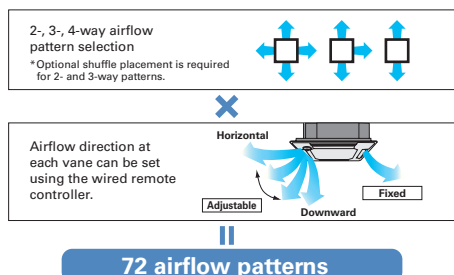 2-, 3-, 4-way airflow
pattern selection
*Optional shuffle placement is required
for 2- and 3-way patterns.
Airflow direction at
each vane can be set
using the wired remote
controller.
Horizontal
Adjustable
Downward
Fixed
72 airflow patterns